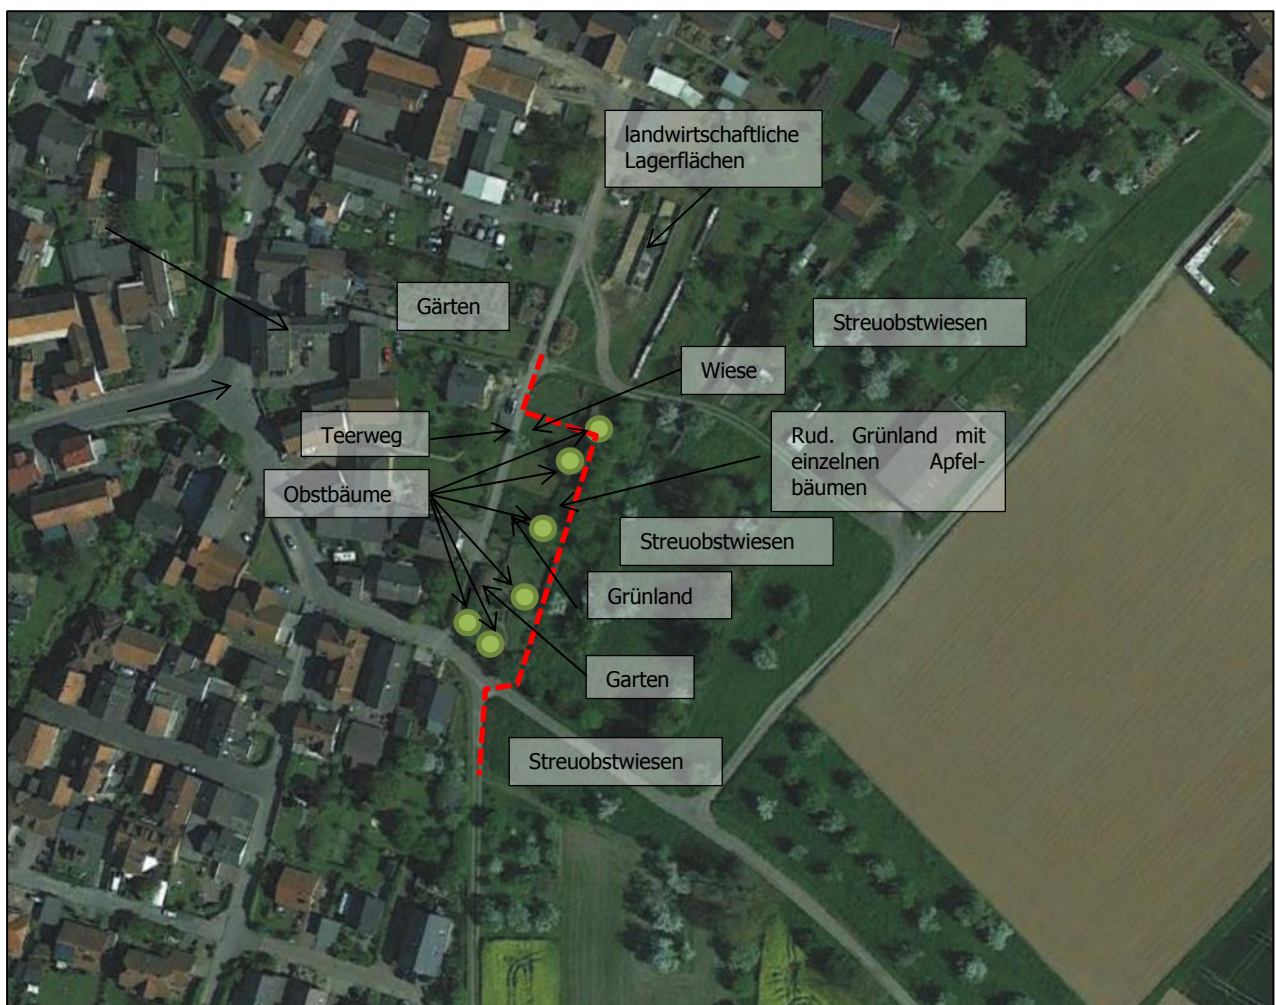 landwirtschaftliche
Lagerflächen
Gärten
Streuobstwiesen
Wiese
Teerweg
Rud. Grünland mit
einzelnen Apfel-
bäumen
Obstbäume
Streuobstwiesen
Grünland
Garten
Streuobstwiesen